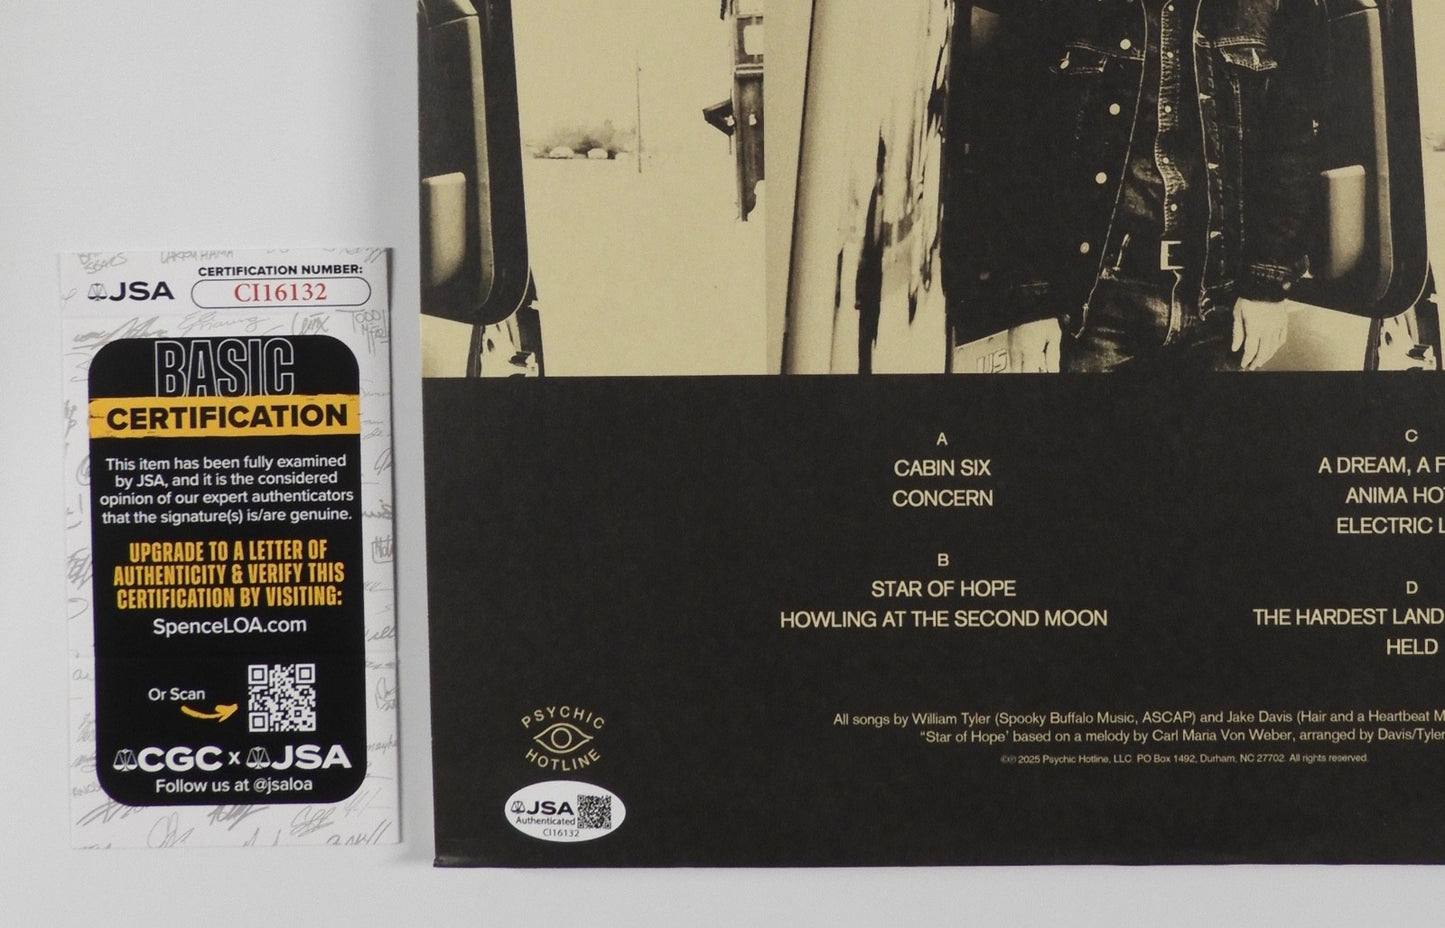 CERTIFICATION NUMBER:
JSA
CI16132
BASIC
CERTIFICATION
This item has been fully examined
by JSA, and it is the considered
opinion of our expert authenticators
that the signature(s) is/are genuine.
UPGRADE TO A LETTER OF
AUTHENTICITY & VERIFY THIS
CERTIFICATION BY VISITING:
SpenceLOA.com
Or Scan
CGC x JSA
Follow us at @jsaloa
US
A
CABIN SIX
CONCERN
B
STAR OF HOPE
HOWLING AT THE SECOND MOON
C
A DREAM, A F
ANIMA HOT
ELECTRIC L
D
THE HARDEST LAND
HELD
PSYCHIC
HOTLINE
All songs by William Tyler (Spooky Buffalo Music, ASCAP) and Jake Davis (Hair and a Heartbeat M
“Star of Hope’ based on a melody by Carl Maria Von Weber, arranged by Davis/Tyler
©℗ 2025 Psychic Hotline, LLC PO Box 1492, Durham, NC 27702. All rights reserved.
JSA
Authenticated
CI16132